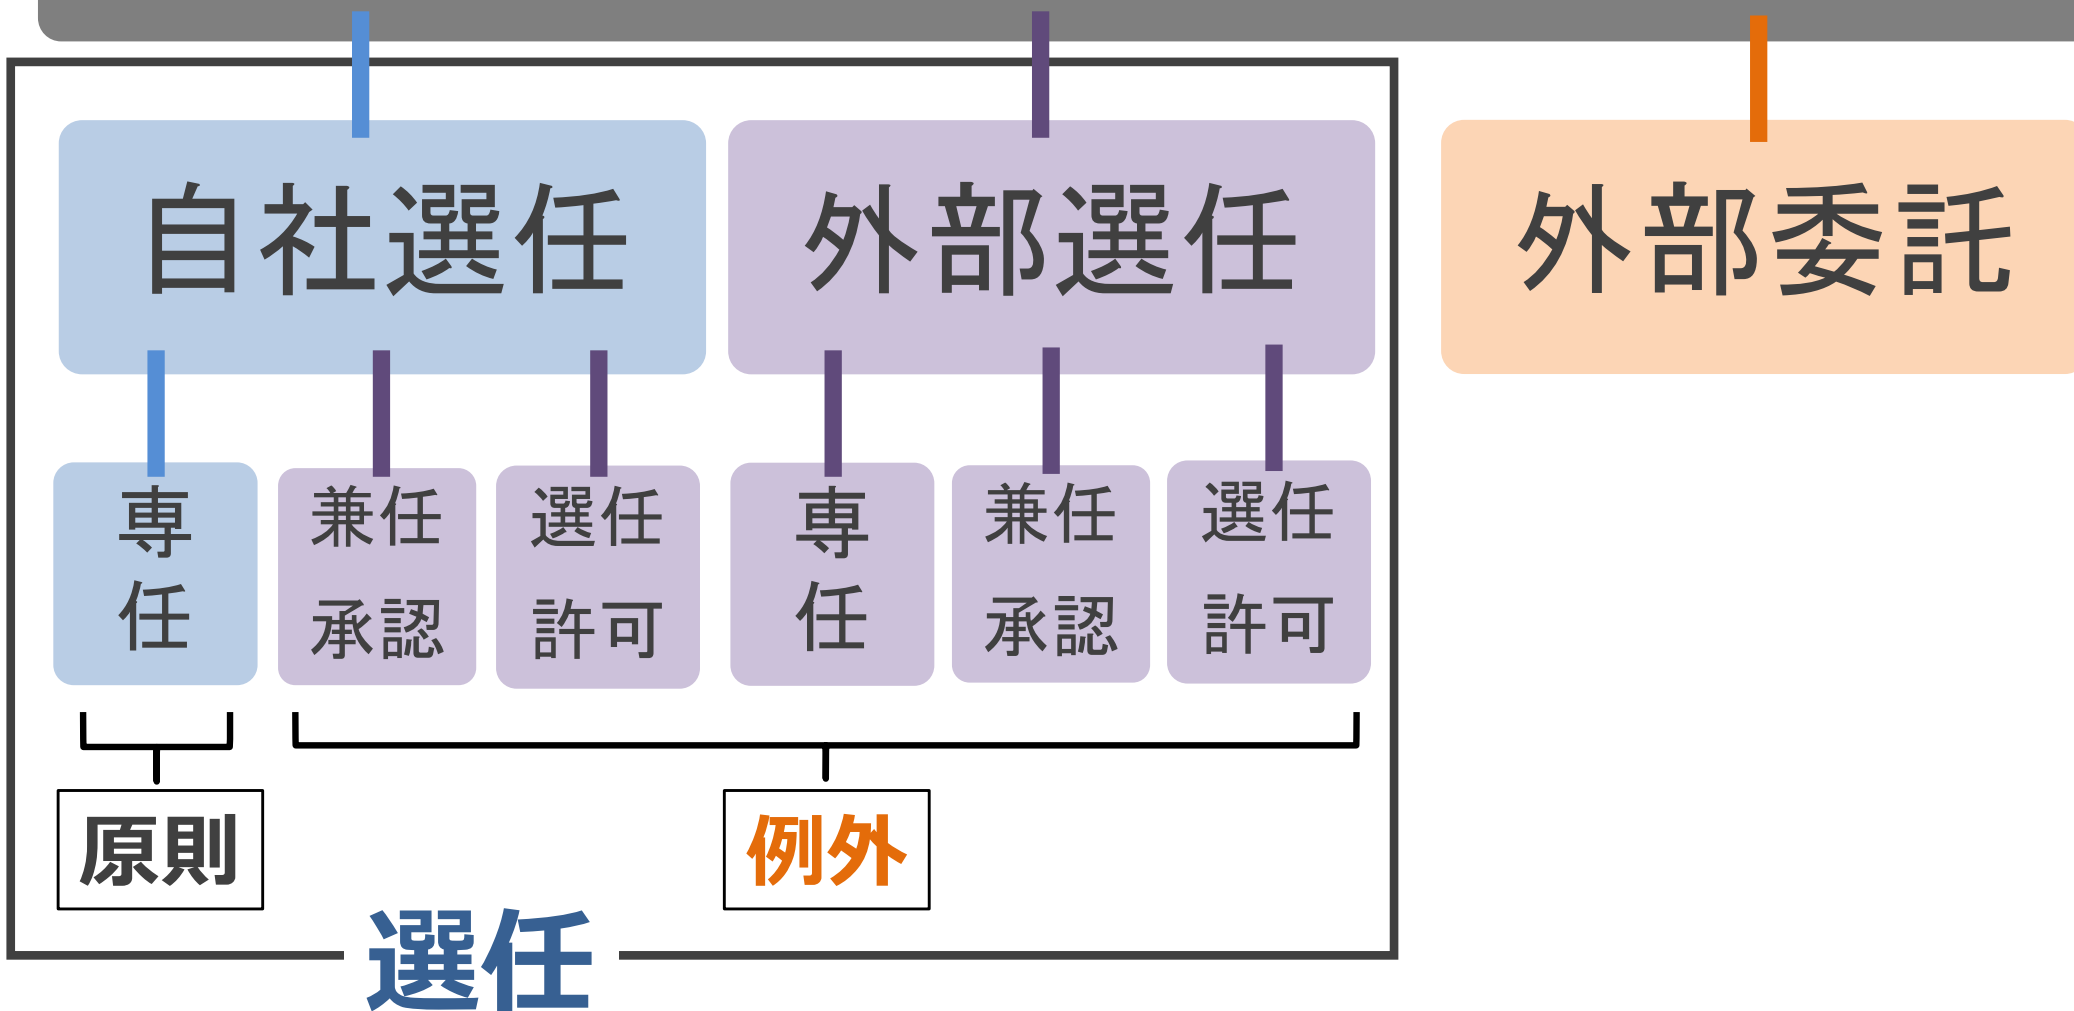 自社選任
外部選任
外部委託
専
任
兼任
承認
選任
許可
専
任
兼任
承認
選任
許可
原則
例外
選任